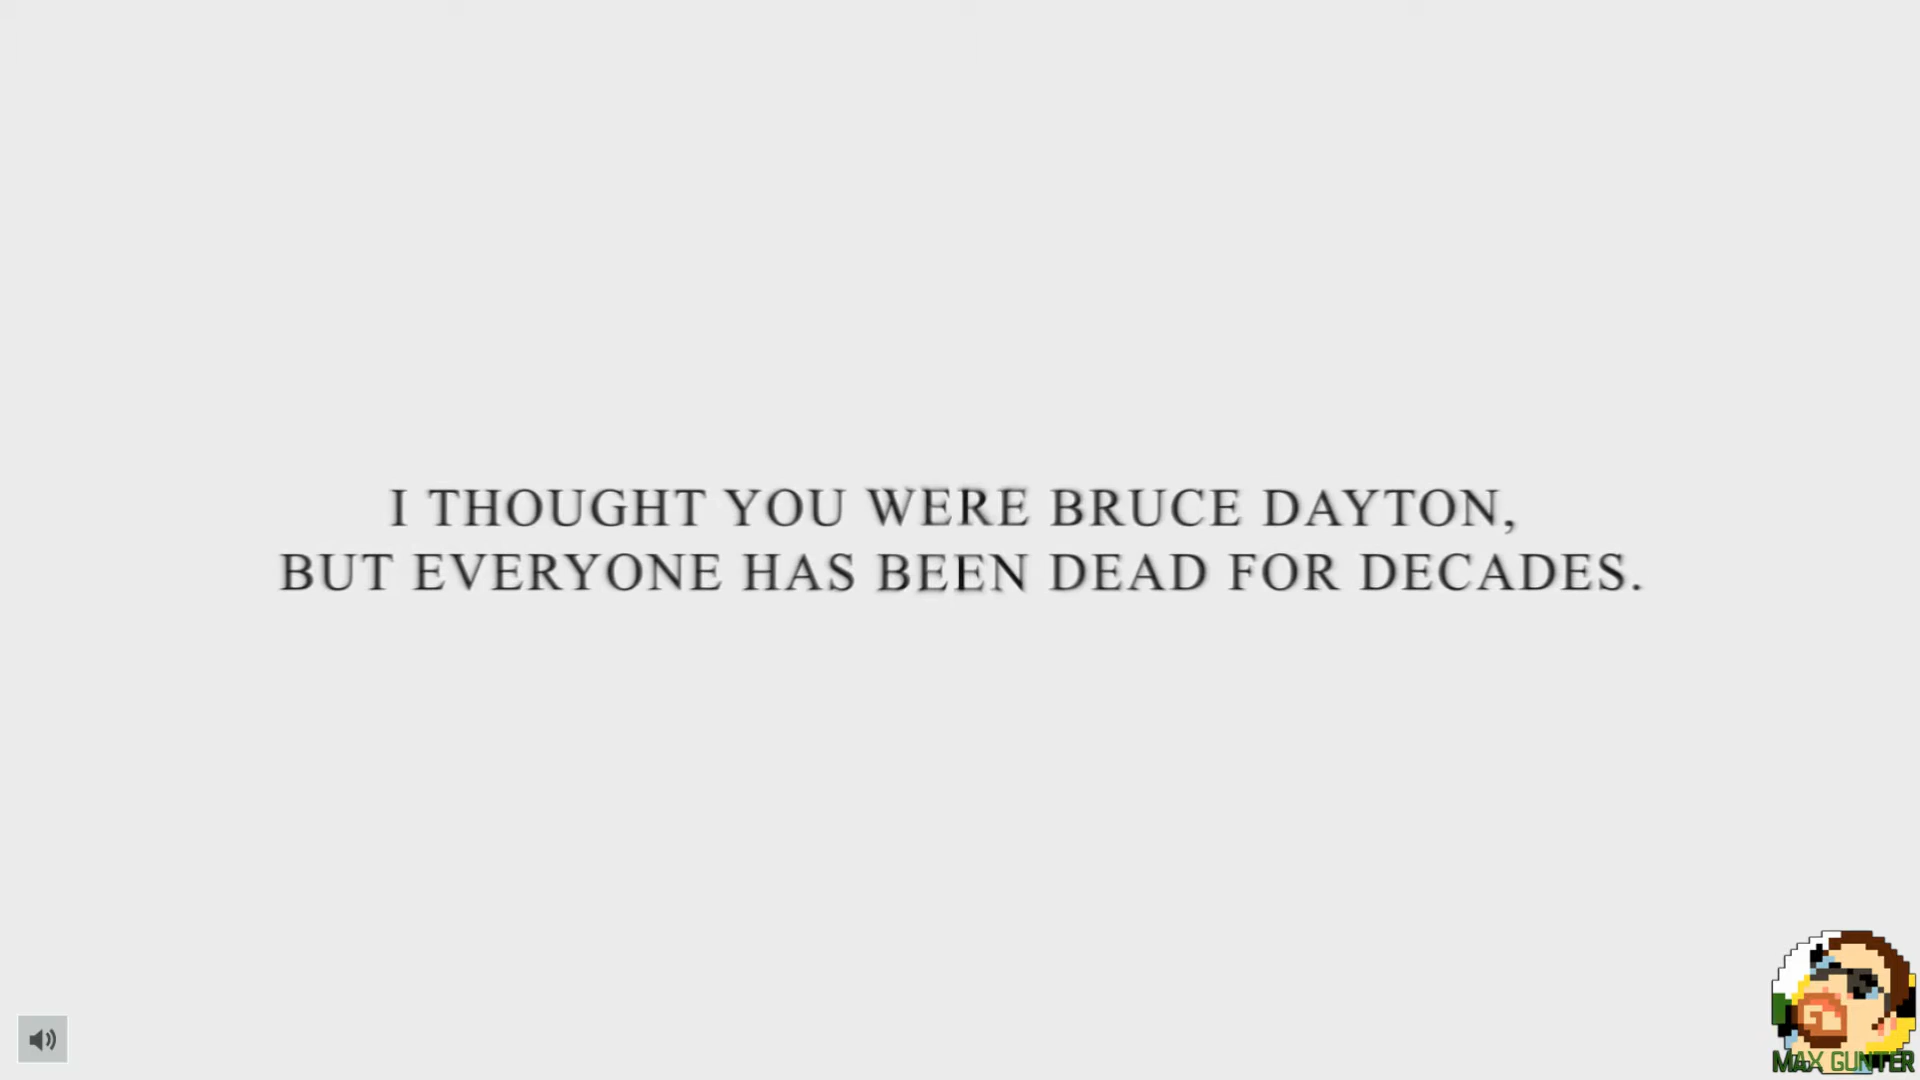 I THOUGHT YOU WERE BRUCE DAYTON,
BUT EVERYONE HAS BEEN DEAD FOR DECADES.
MAX GUNTER